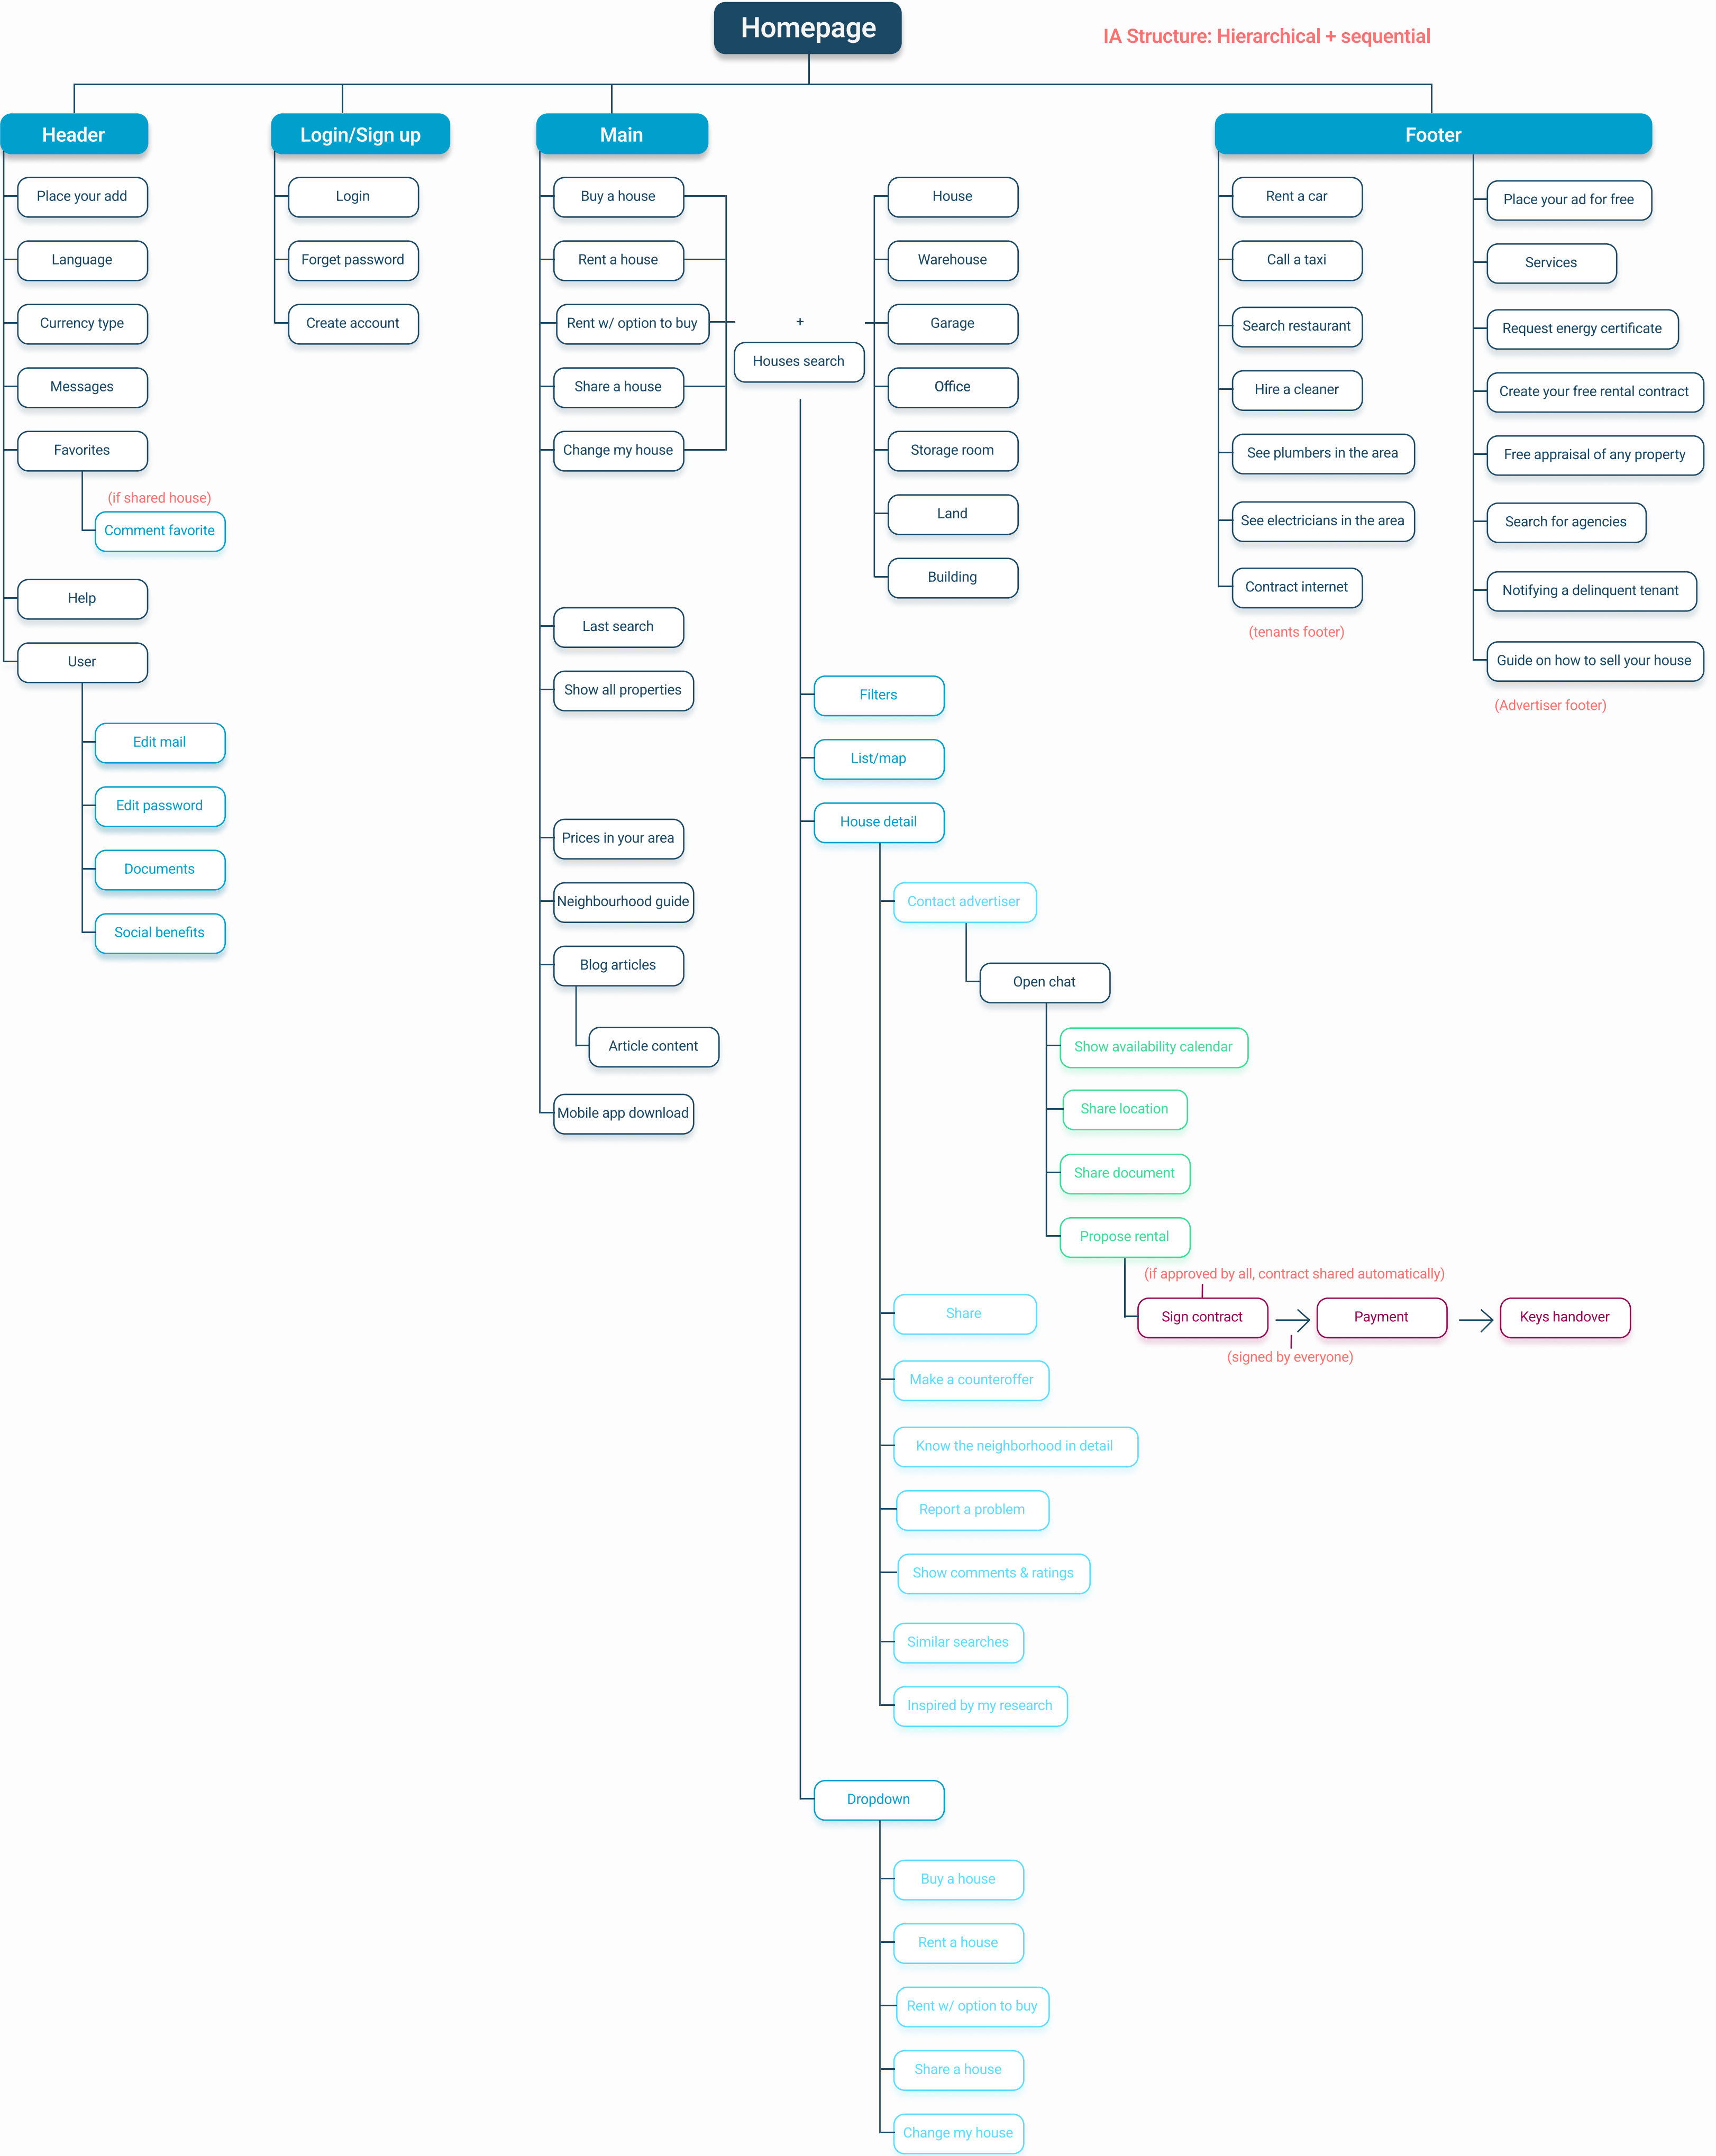 Homepage
IA Structure: Hierarchical + sequential
Header
Place your add
Language
Currency type
Messages
Favorites
(if shared house)
Comment favorite
Help
User
Edit mail
Edit password
Documents
Social benefits
Login/Sign up
Login
Forget password
Create account
Main
Buy a house
Rent a house
Rent w/ option to buy
Share a house
Change my house
Last search
Show all properties
Prices in your area
Neighbourhood guide
Blog articles
Article content
Mobile app download
+
Houses search
House
Warehouse
Garage
Office
Storage room
Land
Building
Filters
List/map
House detail
Contact advertiser
Open chat
Show availability calendar
Share location
Share document
Propose rental
(if approved by all, contract shared automatically)
Sign contract
Payment
Keys handover
(signed by everyone)
Share
Make a counteroffer
Know the neighborhood in detail
Report a problem
Show comments & ratings
Similar searches
Inspired by my research
Dropdown
Buy a house
Rent a house
Rent w/ option to buy
Share a house
Change my house
Footer
Rent a car
Call a taxi
Search restaurant
Hire a cleaner
See plumbers in the area
See electricians in the area
Contract internet
(tenants footer)
Place your ad for free
Services
Request energy certificate
Create your free rental contract
Free appraisal of any property
Search for agencies
Notifying a delinquent tenant
Guide on how to sell your house
(Advertiser footer)